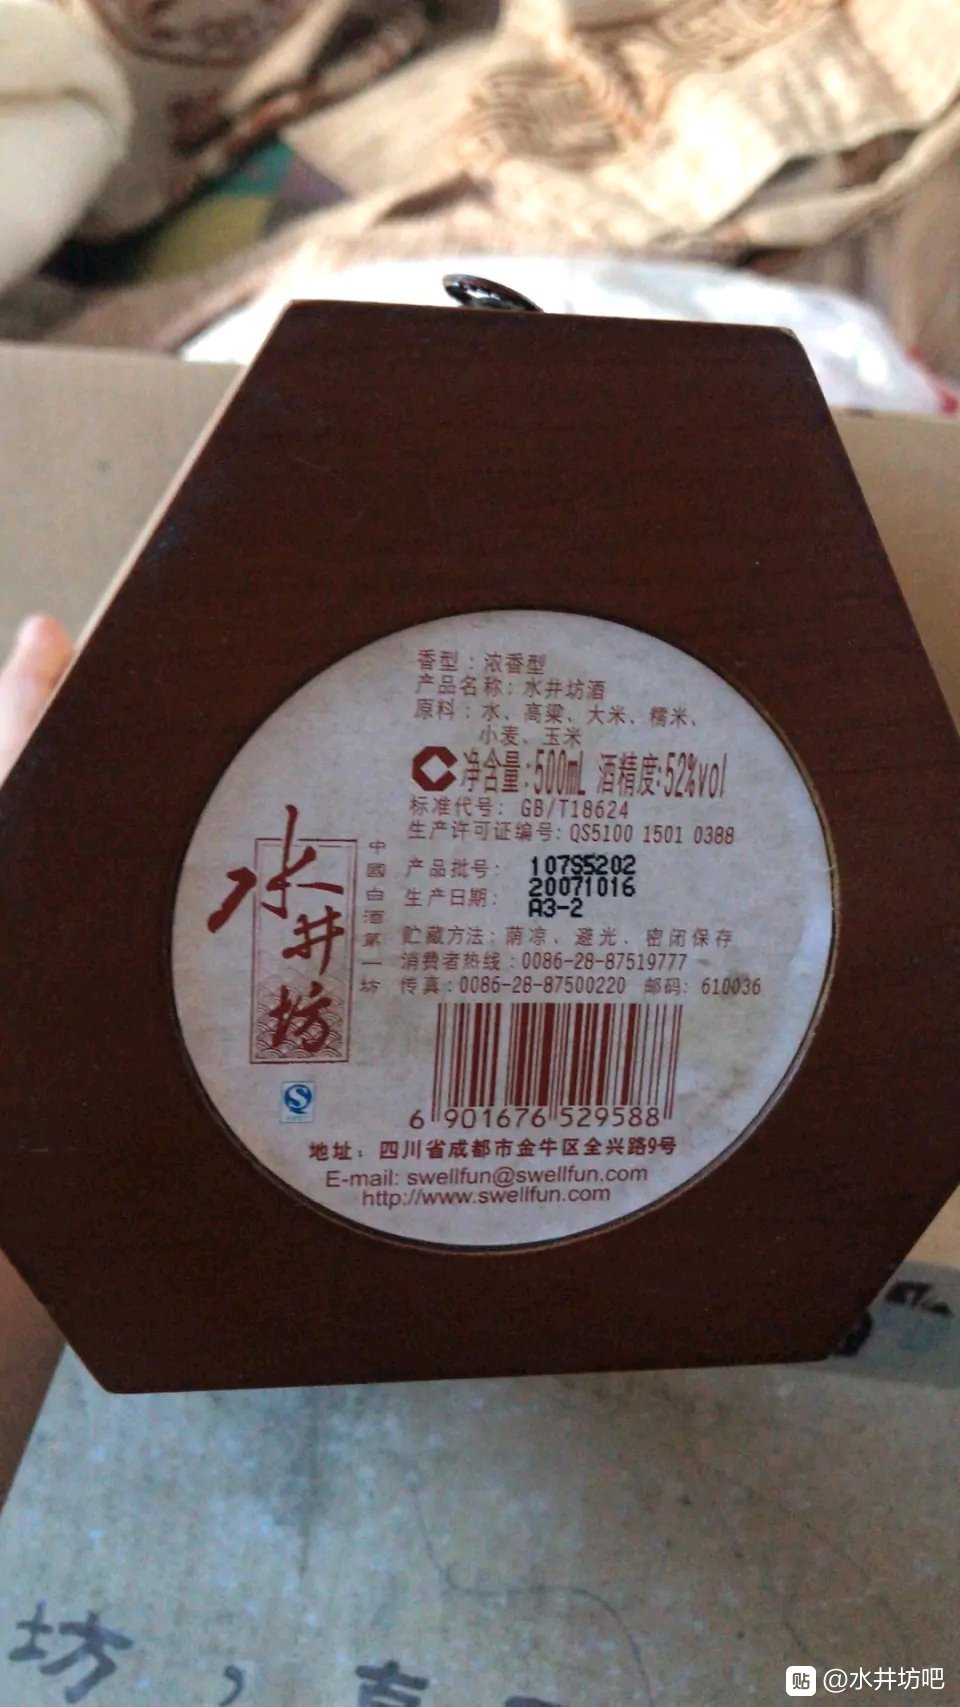 香型：浓香型
产品名称：水井坊酒
原料：水、高粱、大米、糯米、
小麦、玉米
净含量：500mL 酒精度：52%vol
标准代号：GB/T18624
生产许可证编号：QS5100 1501 0388
产品批号：107S5202
生产日期：20071016
A3-2
贮藏方法：荫凉、避光、密闭保存
消费者热线：0086-28-87519777
传真：0086-28-87500220 邮码：610036
水井坊
中國白酒第一坊
6 901676 529588
地址：四川省成都市金牛区全兴路9号
E-mail: swellfun@swellfun.com
http://www.swellfun.com
坊，
贴 @水井坊吧